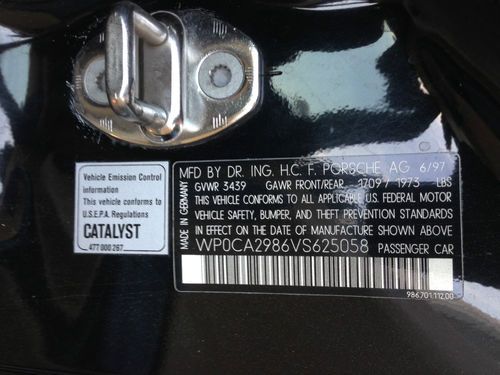 Vehicle Emission Control
information
This vehicle conforms to
U.S.E.P.A. Regulations
CATALYST
477 000 267
MADE IN GERMANY
MFD BY DR. ING. H.C. F. PORSCHE AG 6/97
GVWR 3439 GAWR FRONT/REAR 1709 / 1973 LBS
THIS VEHICLE CONFORMS TO ALL APPLICABLE U.S. FEDERAL MOTOR
VEHICLE SAFETY, BUMPER, AND THEFT PREVENTION STANDARDS
IN EFFECT ON THE DATE OF MANUFACTURE SHOWN ABOVE
WP0CA2986VS625058 PASSENGER CAR
986.701.112.00